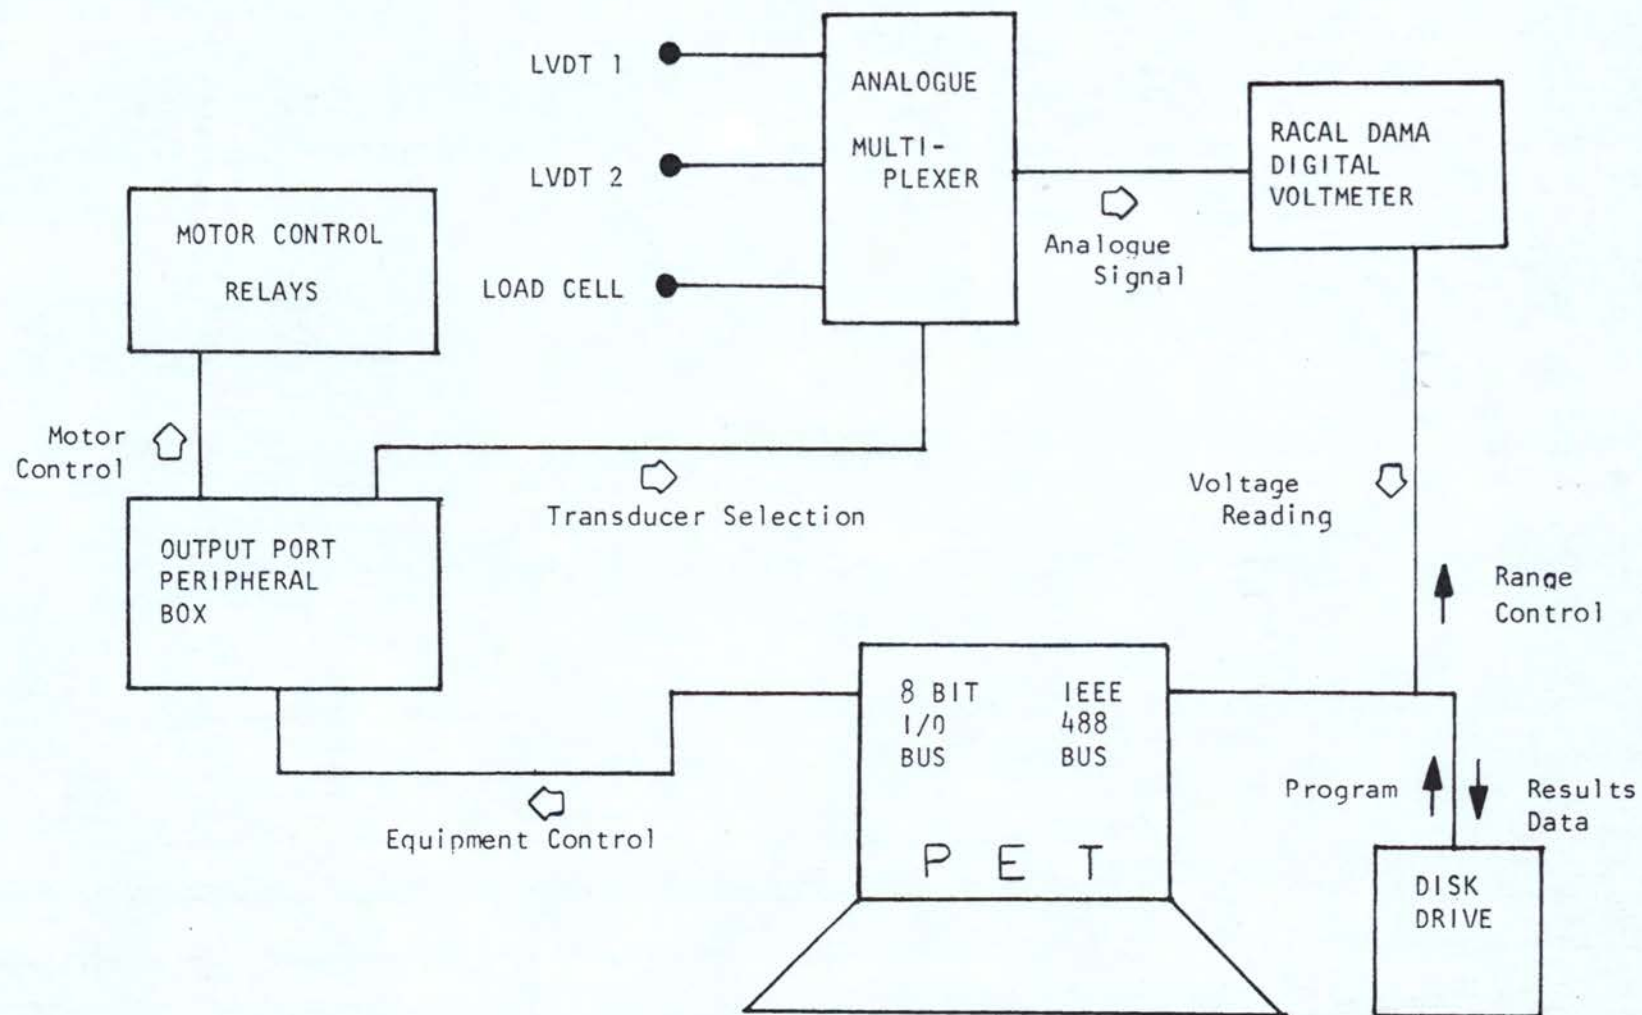 LVDT 1
LVDT 2
LOAD CELL
ANALOGUE
MULTI-
PLEXER
RACAL DAMA
DIGITAL
VOLTMETER
Analogue
Signal
MOTOR CONTROL
RELAYS
Motor
Control
Transducer Selection
Voltage
Reading
Range
Control
OUTPUT PORT
PERIPHERAL
BOX
8 BIT
I/O
BUS
IEEE
488
BUS
PET
Equipment Control
Program
Results
Data
DISK
DRIVE